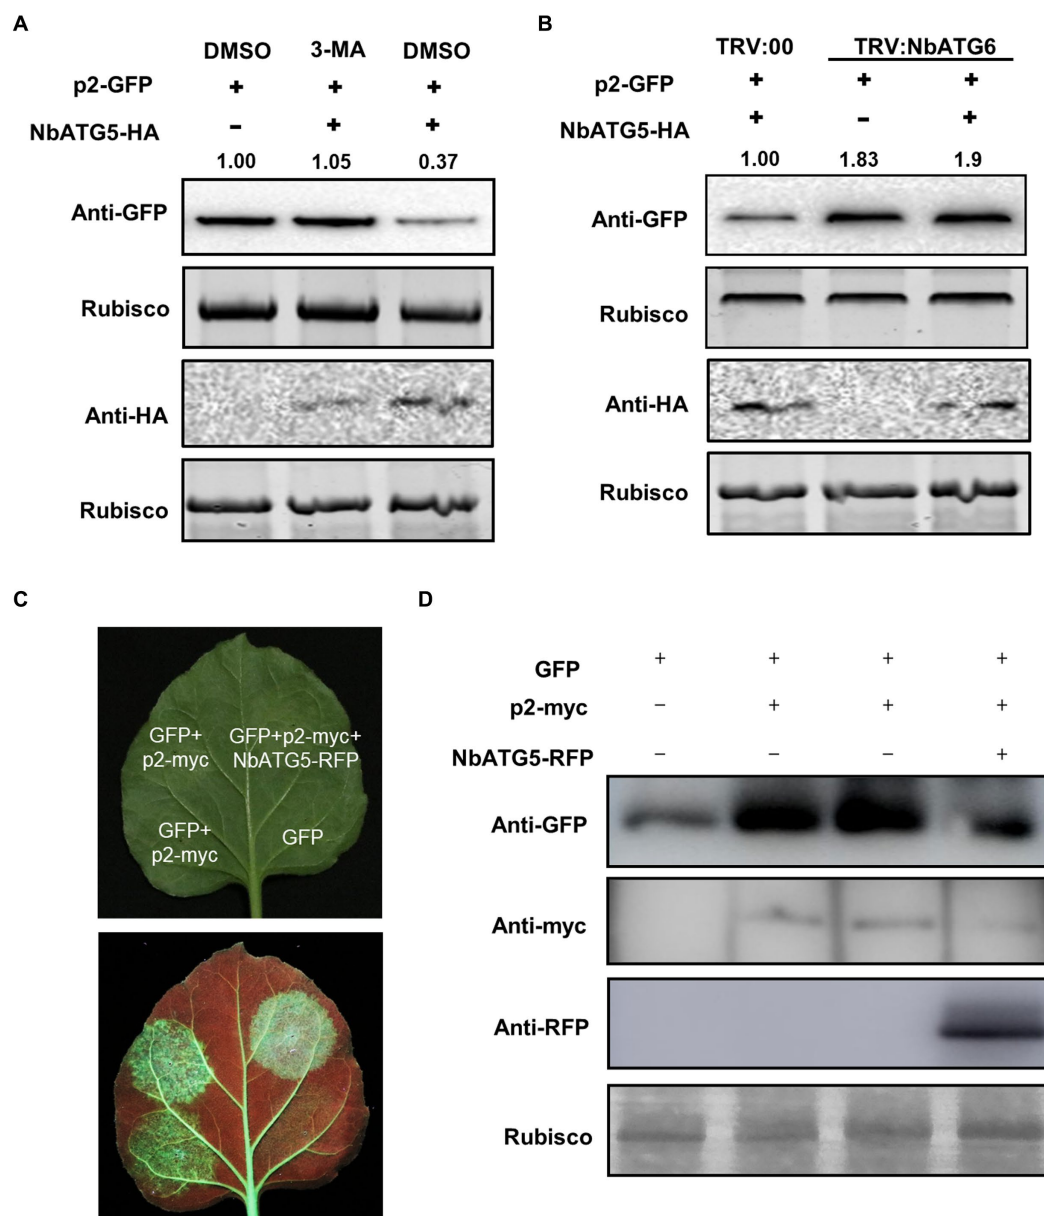 A
DMSO 3-MA DMSO
p2-GFP + + +
NbATG5-HA - + +
1.00 1.05 0.37
Anti-GFP
Rubisco
Anti-HA
Rubisco
B
TRV:00 TRV:NbATG6
p2-GFP + + +
NbATG5-HA + - +
1.00 1.83 1.9
Anti-GFP
Rubisco
Anti-HA
Rubisco
C
GFP+
p2-myc
GFP+p2-myc+
NbATG5-RFP
GFP+
p2-myc
GFP
D
GFP + + + +
p2-myc – + + +
NbATG5-RFP – – – +
Anti-GFP
Anti-myc
Anti-RFP
Rubisco